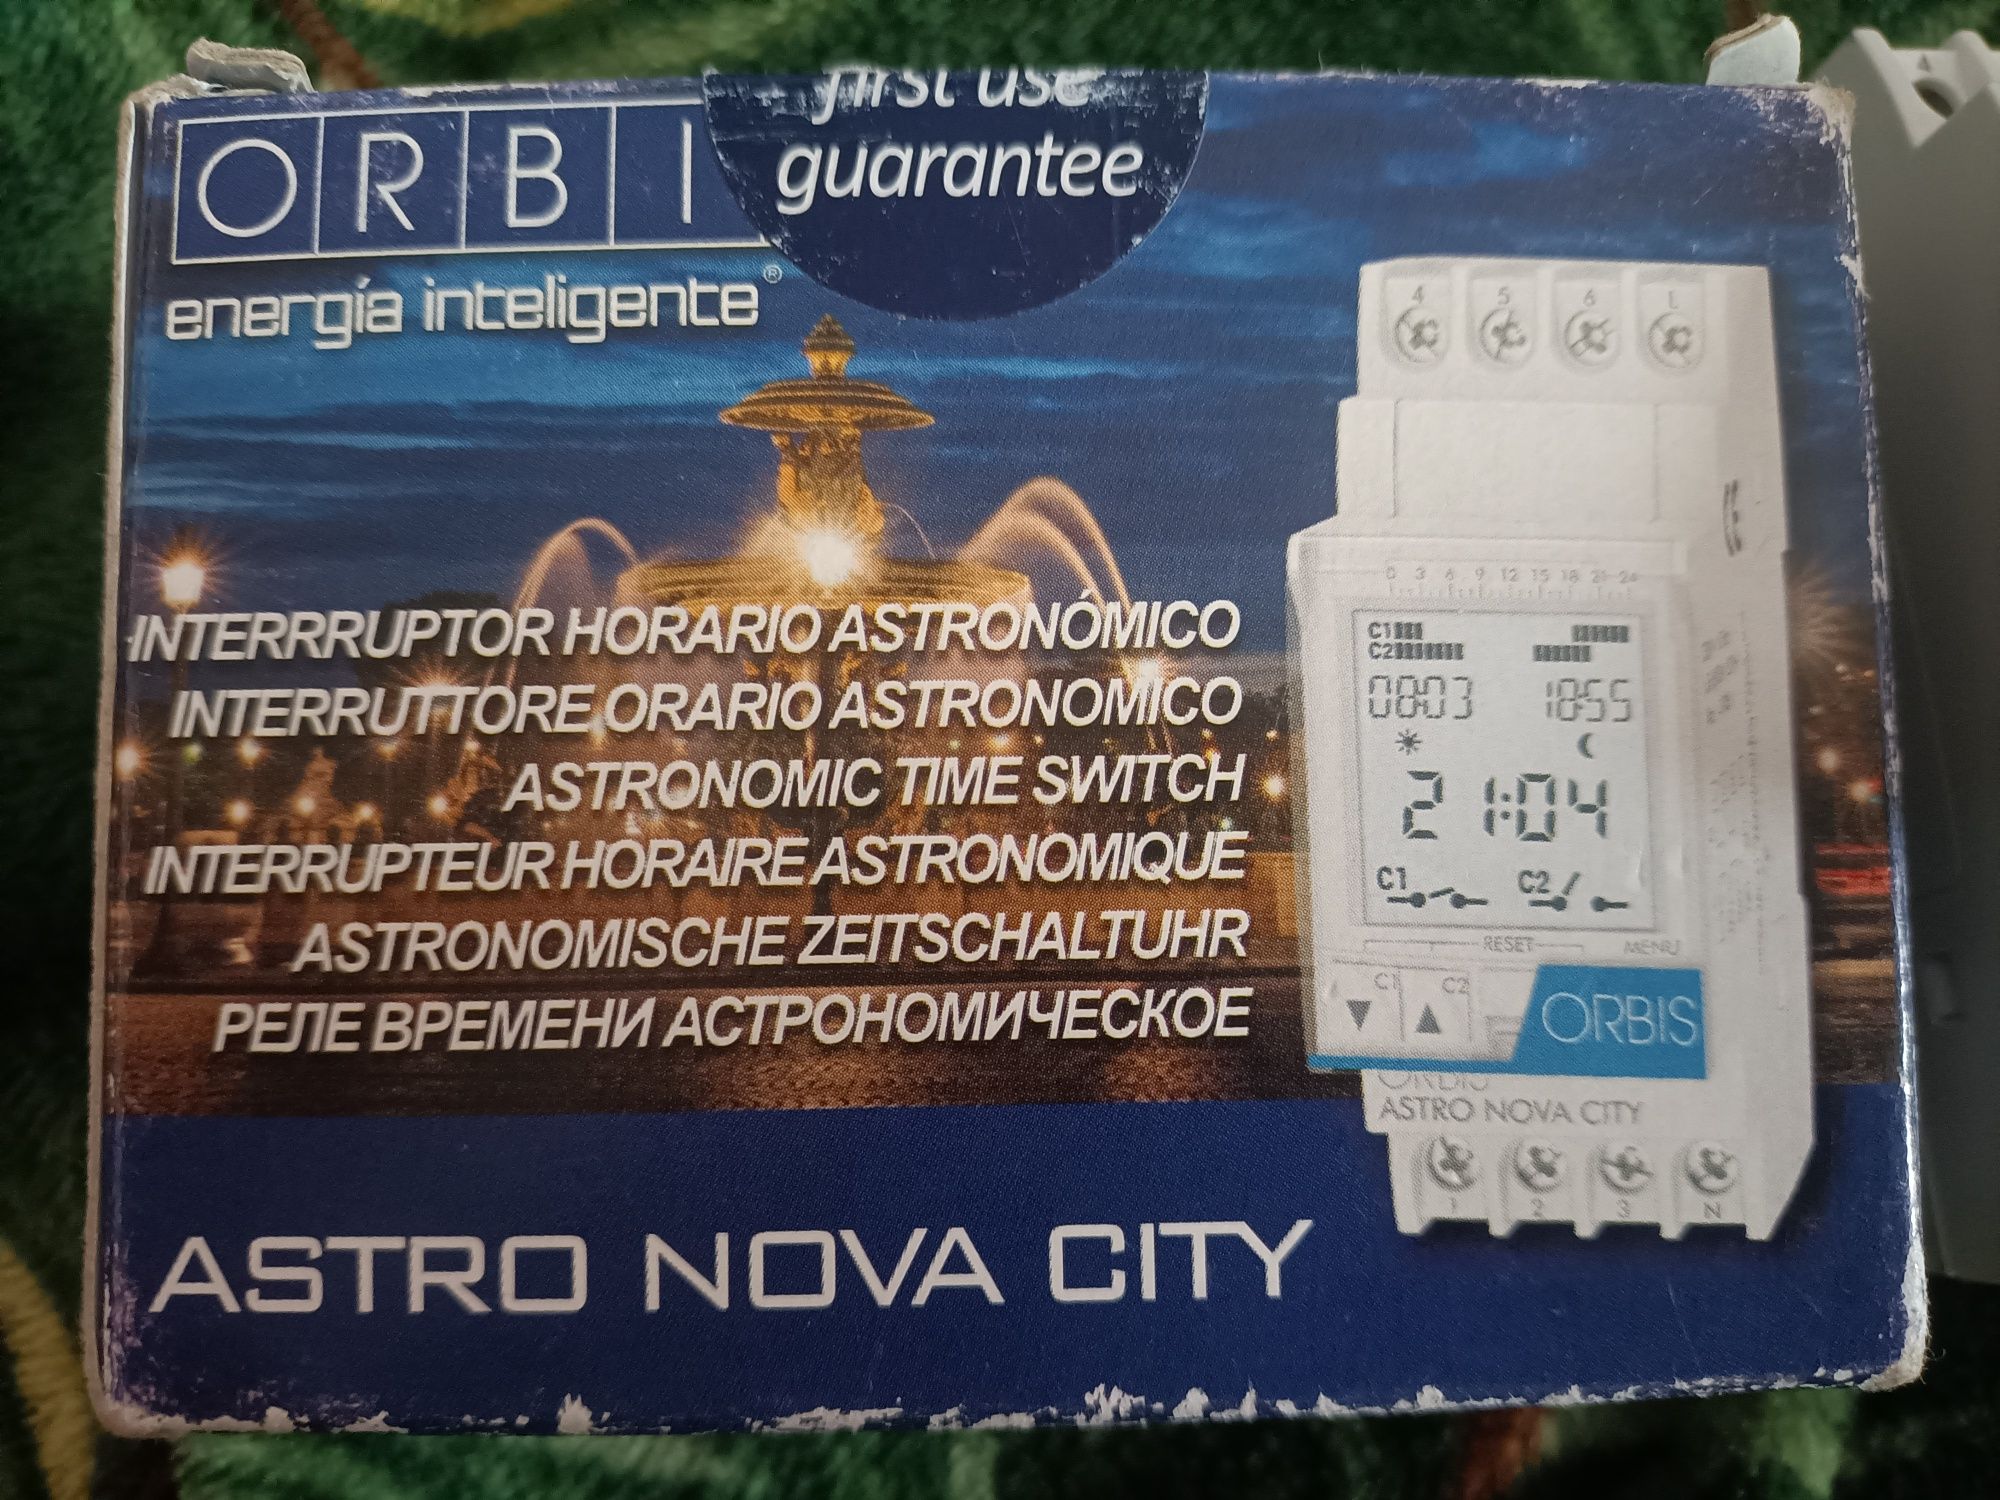 first use
guarantee
ORBI
energía inteligente®
4 5 6 L
0 3 6 9 12 15 18 21 24
C1
C2
08:03 18:55
21:04
C1 C2
RESET MENU
C1 C2
ORBIS
ORBIS
ASTRO NOVA CITY
1 2 3 N
INTERRRUPTOR HORARIO ASTRONÓMICO
INTERRUTTORE ORARIO ASTRONOMICO
ASTRONOMIC TIME SWITCH
INTERRUPTEUR HORAIRE ASTRONOMIQUE
ASTRONOMISCHE ZEITSCHALTUHR
РЕЛЕ ВРЕМЕНИ АСТРОНОМИЧЕСКОЕ
ASTRO NOVA CITY